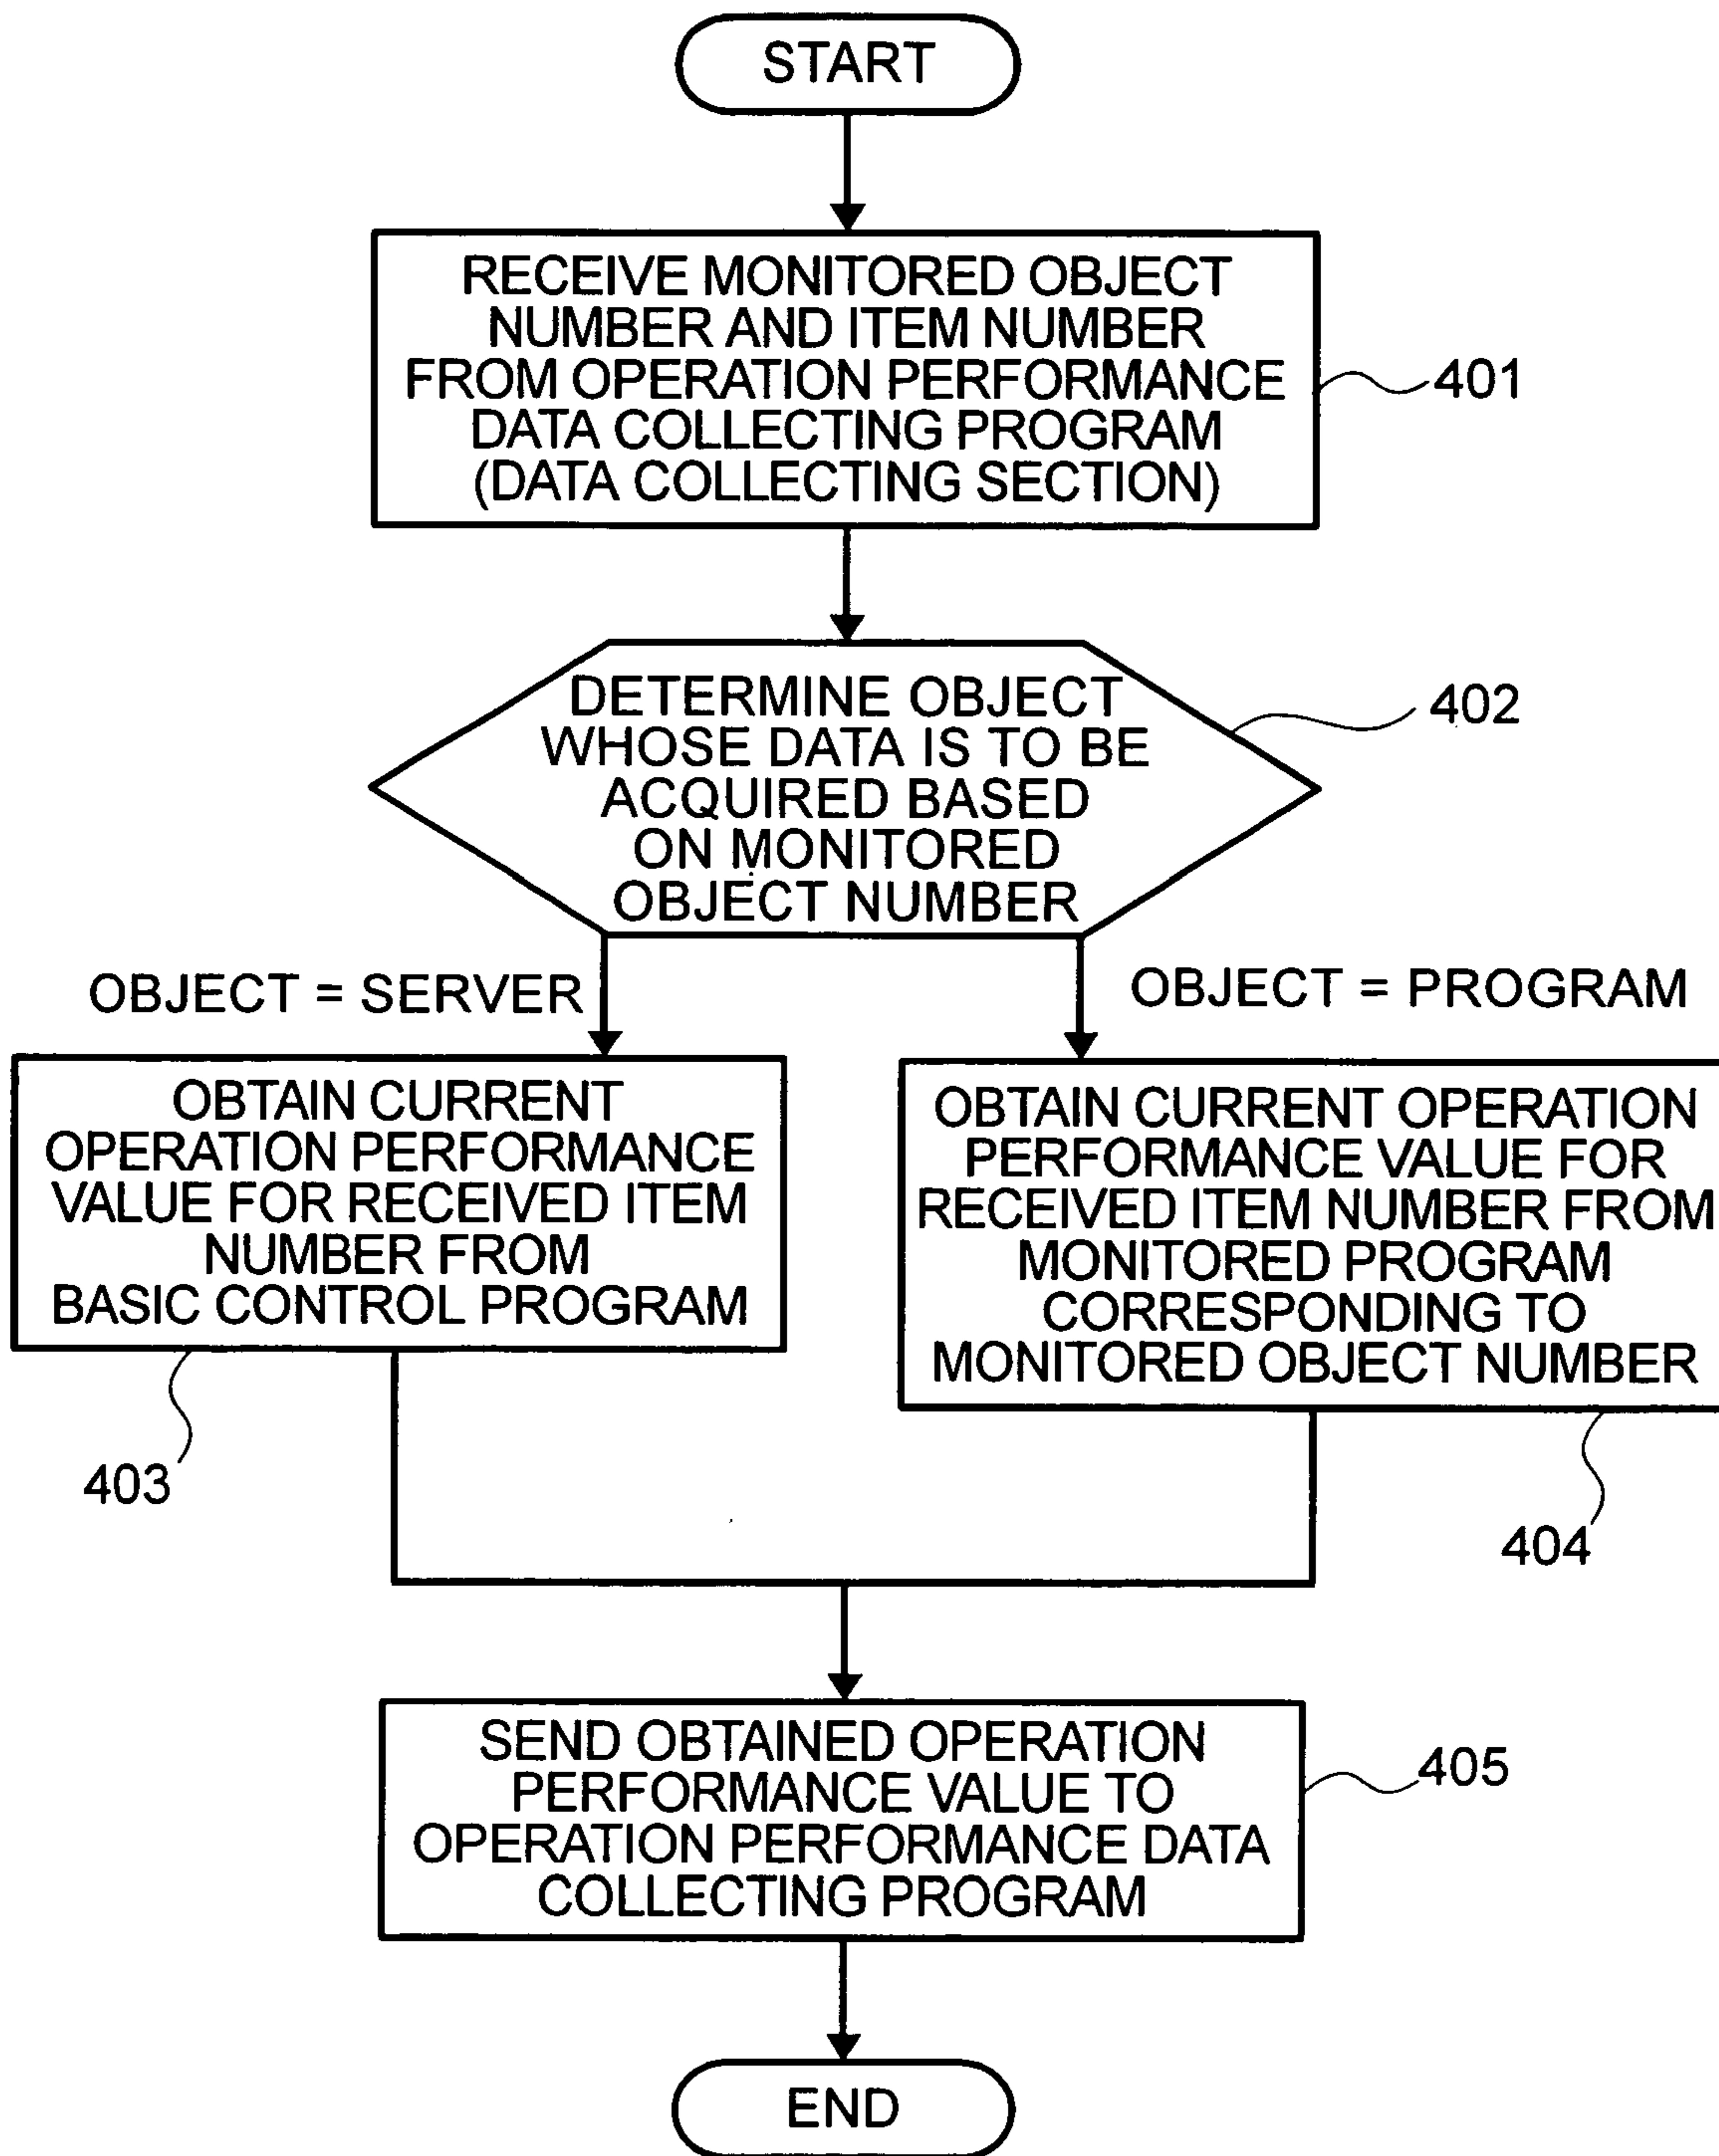 START
RECEIVE MONITORED OBJECT
NUMBER AND ITEM NUMBER
FROM OPERATION PERFORMANCE
DATA COLLECTING PROGRAM
(DATA COLLECTING SECTION)
401
DETERMINE OBJECT
WHOSE DATA IS TO BE
ACQUIRED BASED
ON MONITORED
OBJECT NUMBER
402
OBJECT = SERVER
OBJECT = PROGRAM
OBTAIN CURRENT
OPERATION PERFORMANCE
VALUE FOR RECEIVED ITEM
NUMBER FROM
BASIC CONTROL PROGRAM
403
OBTAIN CURRENT OPERATION
PERFORMANCE VALUE FOR
RECEIVED ITEM NUMBER FROM
MONITORED PROGRAM
CORRESPONDING TO
MONITORED OBJECT NUMBER
404
SEND OBTAINED OPERATION
PERFORMANCE VALUE TO
OPERATION PERFORMANCE DATA
COLLECTING PROGRAM
405
END